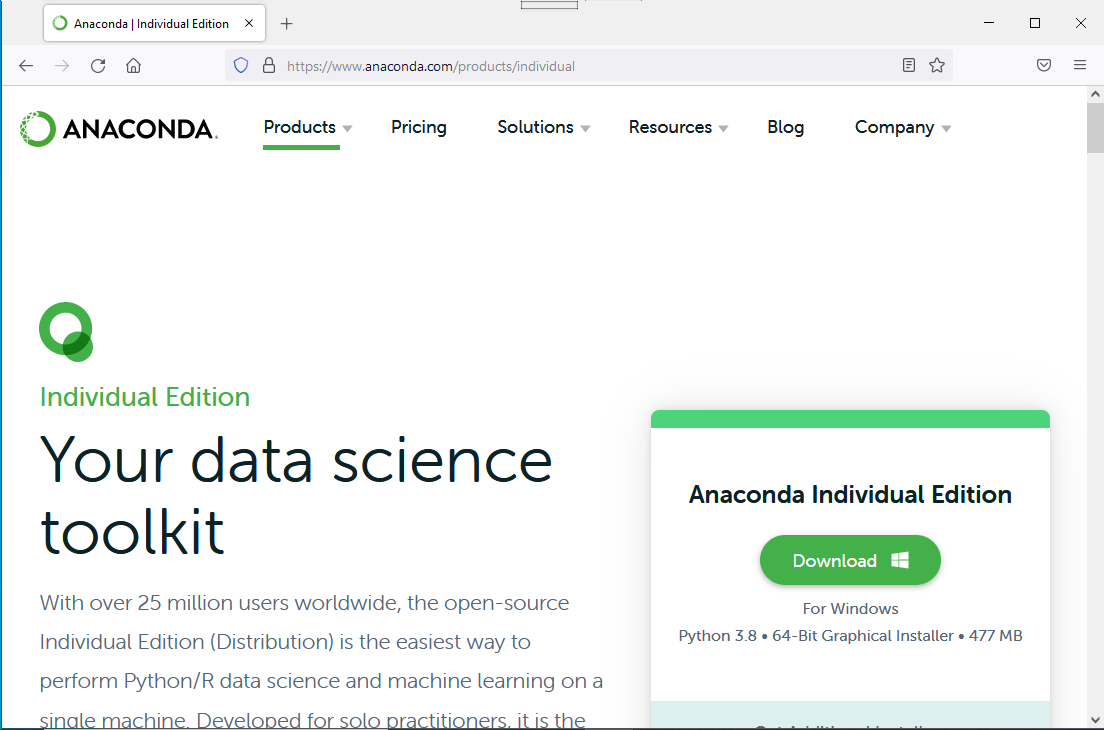 Anaconda | Individual Edition
https://www.anaconda.com/products/individual
ANACONDA.
Products
Pricing
Solutions
Resources
Blog
Company
Individual Edition
Your data science
toolkit
With over 25 million users worldwide, the open-source
Individual Edition (Distribution) is the easiest way to
perform Python/R data science and machine learning on a
single machine. Developed for solo practitioners, it is the
Anaconda Individual Edition
Download
For Windows
Python 3.8 • 64-Bit Graphical Installer • 477 MB